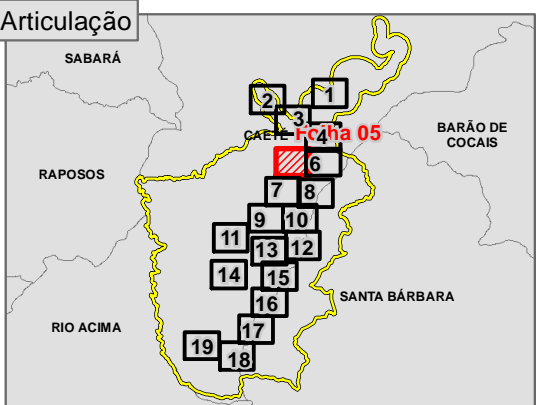 Articulação
SABARÁ
1
2
3
CAETÉ
Folha 05
4
BARÃO DE
COCAIS
RAPOSOS
6
7
8
9
10
11
13
12
14
15
SANTA BÁRBARA
16
RIO ACIMA
17
19
18